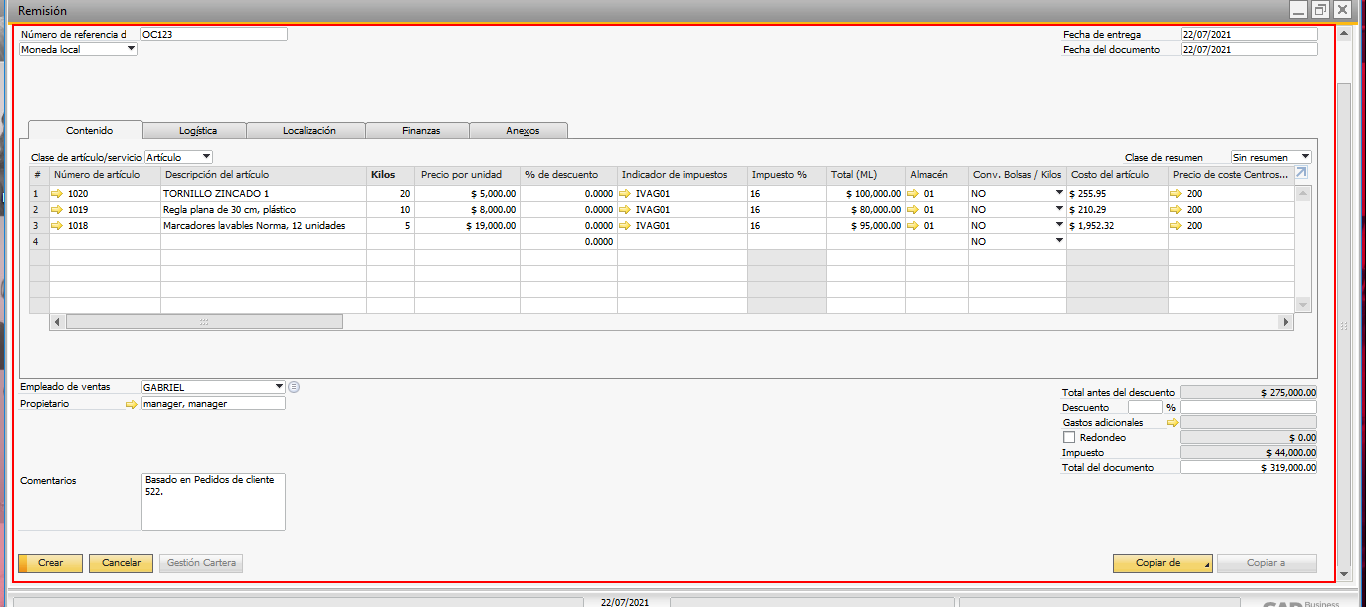 Remisión
Número de referencia d OC123 Fecha de entrega 22/07/2021
Moneda local Fecha del documento 22/07/2021
Contenido Logística Localización Finanzas Anexos
Clase de artículo/servicio Artículo Clase de resumen Sin resumen
# Número de artículo Descripción del artículo Kilos Precio por unidad % de descuento Indicador de impuestos Impuesto % Total (ML) Almacén Conv. Bolsas / Kilos Costo del artículo Precio de coste Centros...
1 1020 TORNILLO ZINCADO 1 20 $ 5,000.00 0.0000 IVAG01 16 $ 100,000.00 01 NO $ 255.95 200
2 1019 Regla plana de 30 cm, plástico 10 $ 8,000.00 0.0000 IVAG01 16 $ 80,000.00 01 NO $ 210.29 200
3 1018 Marcadores lavables Norma, 12 unidades 5 $ 19,000.00 0.0000 IVAG01 16 $ 95,000.00 01 NO $ 1,952.32 200
4 0.0000 NO
Empleado de ventas GABRIEL
Propietario manager, manager
Total antes del descuento $ 275,000.00
Descuento %
Gastos adicionales
Redondeo $ 0.00
Impuesto $ 44,000.00
Total del documento $ 319,000.00
Comentarios Basado en Pedidos de cliente
522.
Crear Cancelar Gestión Cartera Copiar de Copiar a
22/07/2021 Business